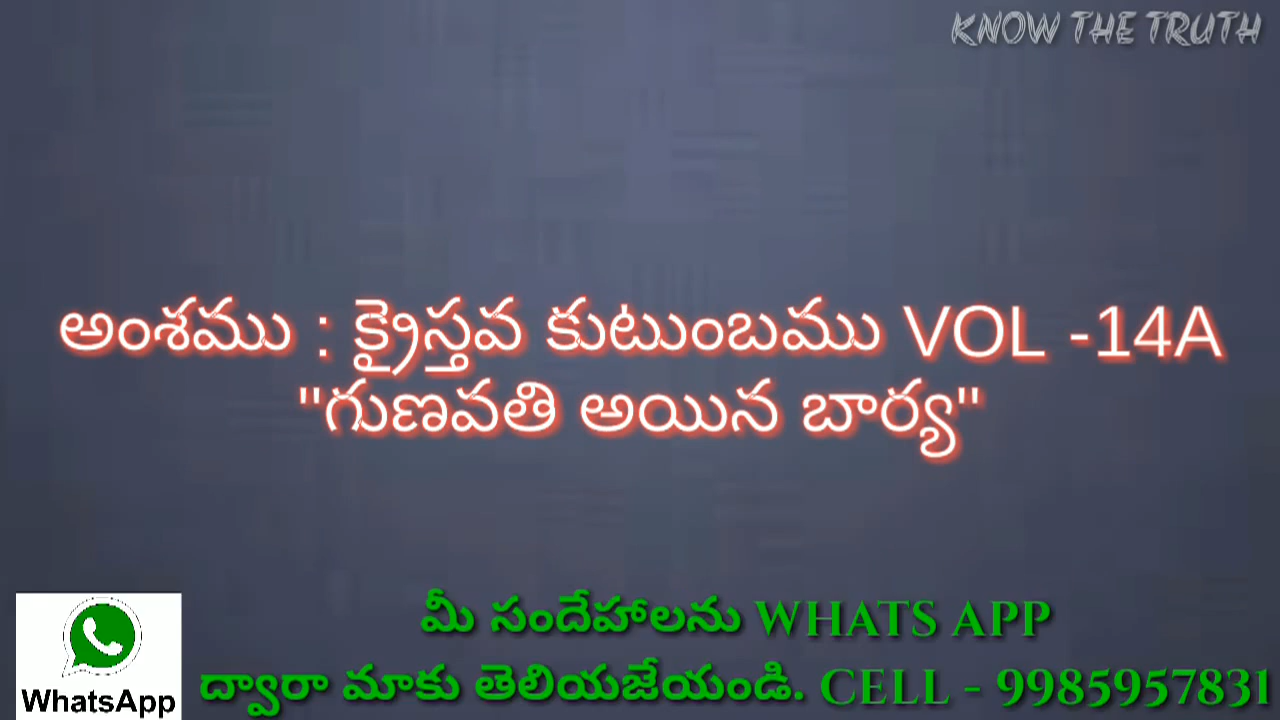 KNOW THE TRUTH
అంశము : క్రైస్తవ కుటుంబము VOL -14A
"గుణవతి అయిన బార్య"
మీ సందేహాలను WHATS APP
ద్వారా మాకు తెలియజేయండి. CELL - 9985957831
WhatsApp